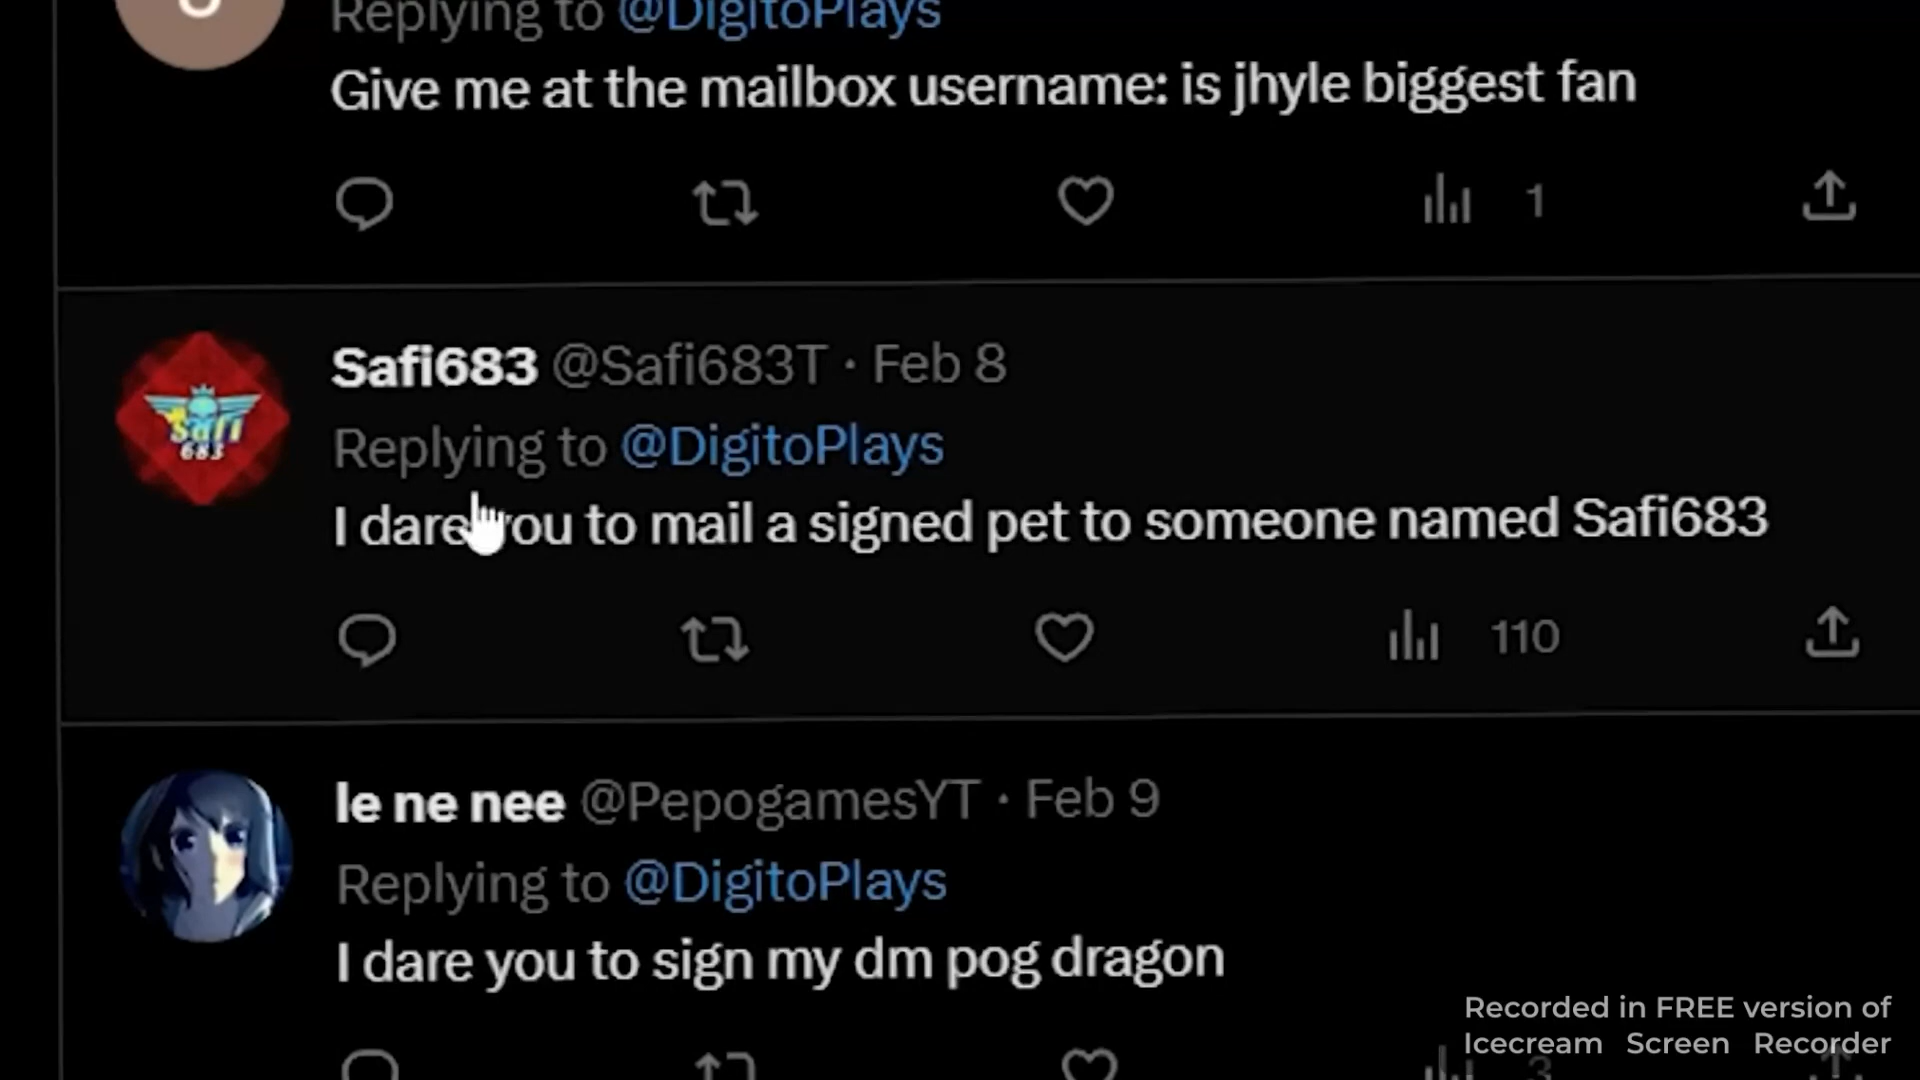 Replying to @DigitoPlays
Give me at the mailbox username: is jhyle biggest fan
1
Safi683 @Safi683T · Feb 8
Safi
683
Replying to @DigitoPlays
I dare you to mail a signed pet to someone named Safi683
110
le ne nee @PepogamesYT · Feb 9
Replying to @DigitoPlays
I dare you to sign my dm pog dragon
3
Recorded in FREE version of
Icecream Screen Recorder